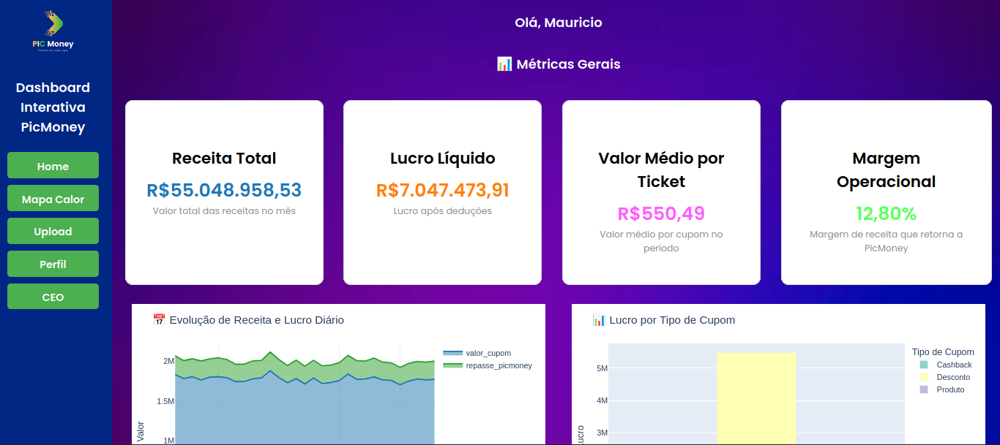 PIC Money
Prêmios em todo lugar
Dashboard
Interativa
PicMoney
Home
Mapa Calor
Upload
Perfil
CEO
Olá, Mauricio
📊 Métricas Gerais
Receita Total
R$55.048.958,53
Valor total das receitas no mês
Lucro Líquido
R$7.047.473,91
Lucro após deduções
Valor Médio por
Ticket
R$550,49
Valor médio por cupom no
período
Margem
Operacional
12,80%
Margem de receita que retorna a
PicMoney
📅 Evolução de Receita e Lucro Diário
2M
1.5M
1M
Valor
valor_cupom
repasse_picmoney
📊 Lucro por Tipo de Cupom
5M
4M
3M
Tipo de Cupom
Cashback
Desconto
Produto